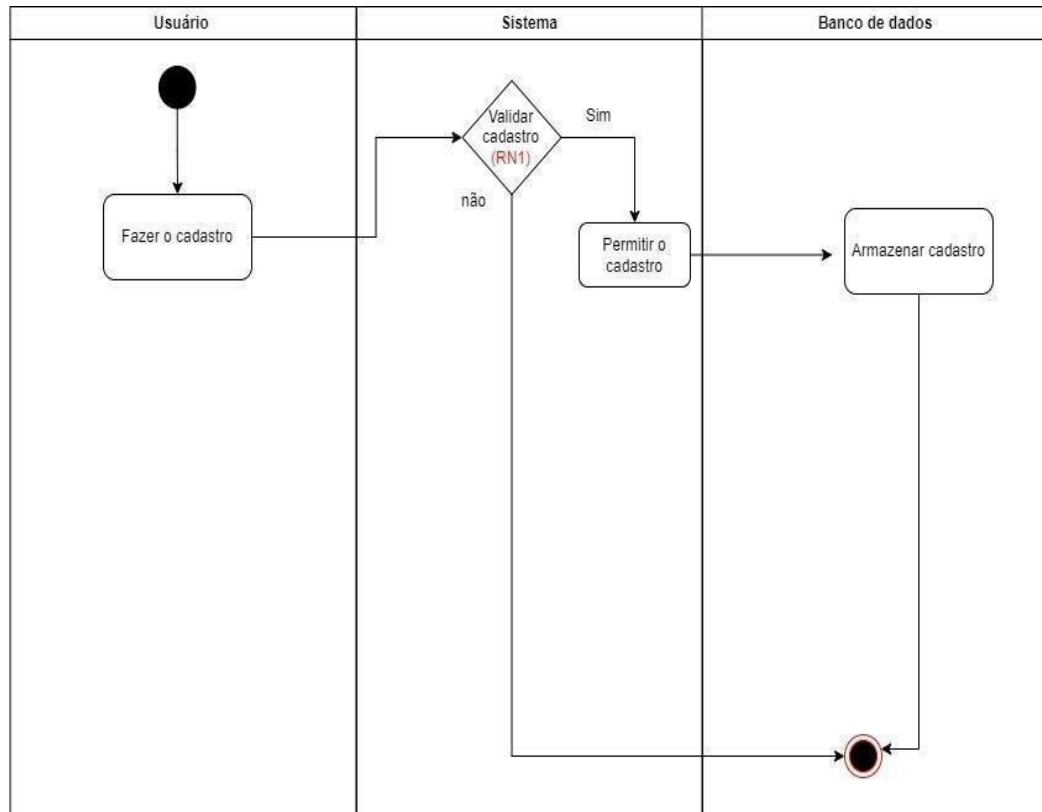 Usuário
Sistema
Banco de dados
Validar
cadastro
(RN1)
Sim
não
Fazer o cadastro
Permitir o
cadastro
Armazenar cadastro